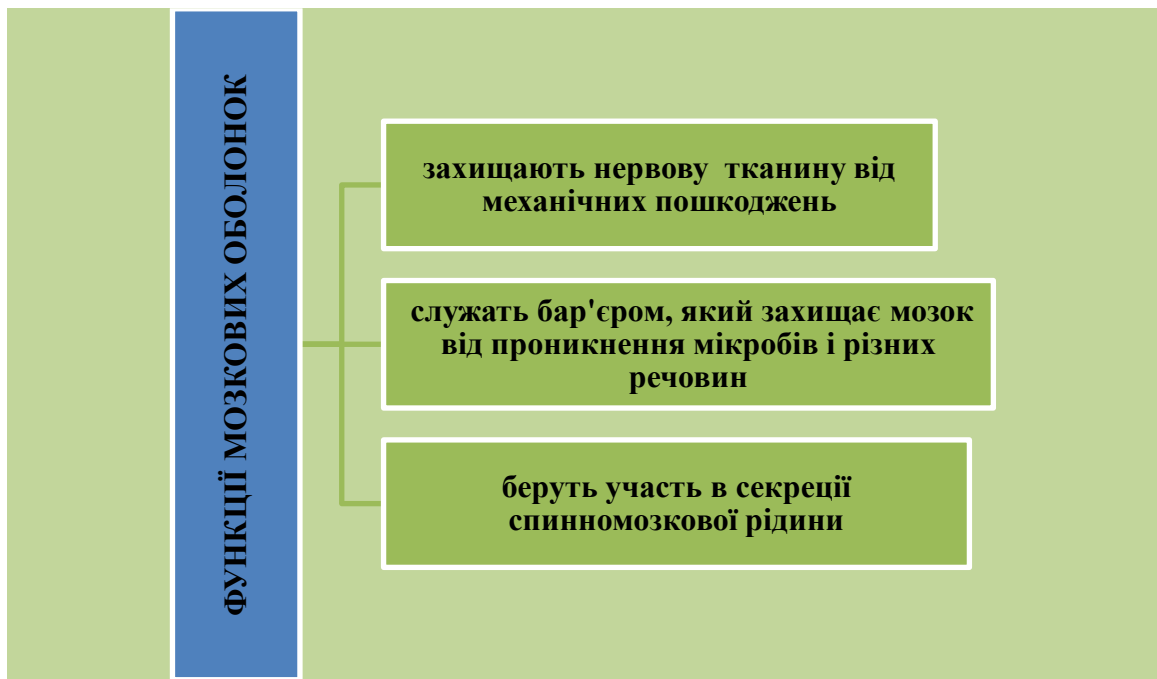 ФУНКЦІЇ МОЗКОВИХ ОБОЛОНОК
захищають нервову тканину від
механічних пошкоджень
служать бар'єром, який захищає мозок
від проникнення мікробів і різних
речовин
беруть участь в секреції
спинномозкової рідини